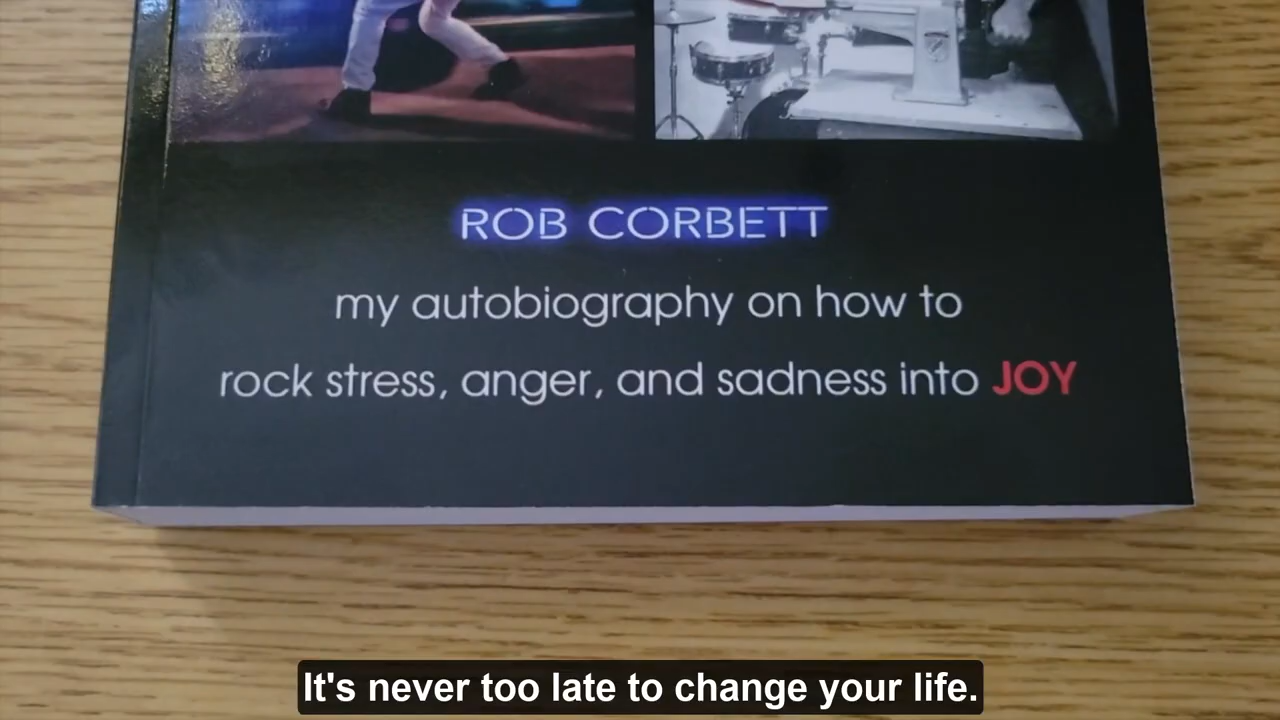 ROB CORBETT
my autobiography on how to
rock stress, anger, and sadness into JOY
It's never too late to change your life.